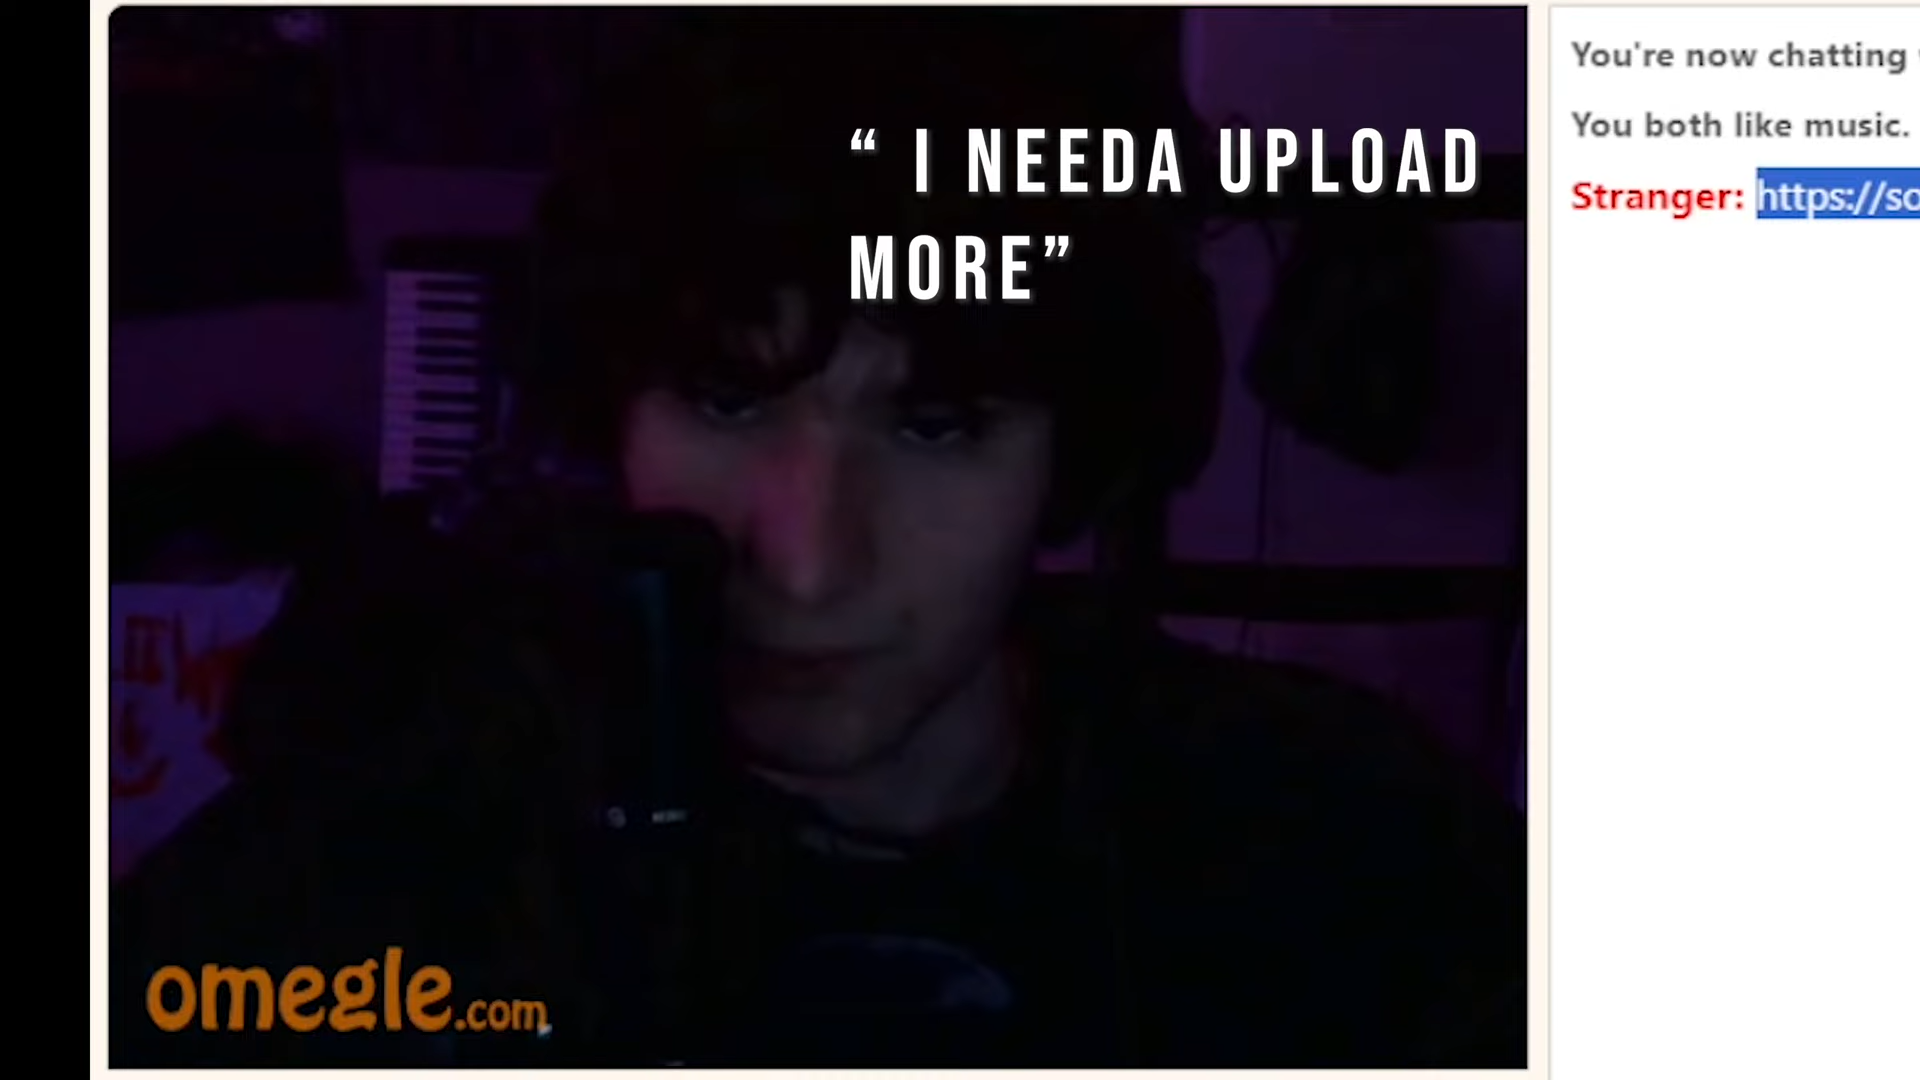 You're now chatting
“ I NEEDA UPLOAD
MORE”
You both like music.
Stranger: https://so
omegle.com